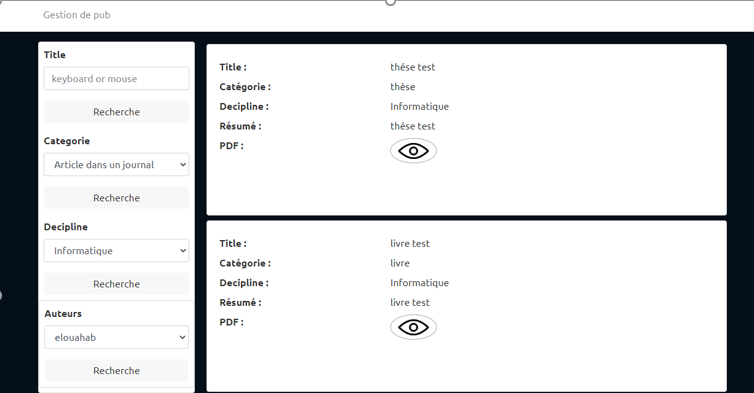 Gestion de pub
Title
keyboard or mouse
Recherche
Categorie
Article dans un journal
Recherche
Decipline
Informatique
Recherche
Auteurs
elouahab
Recherche
Title : thése test
Catégorie : thèse
Decipline : Informatique
Résumé : thése test
PDF :
Title : livre test
Catégorie : livre
Decipline : Informatique
Résumé : livre test
PDF :